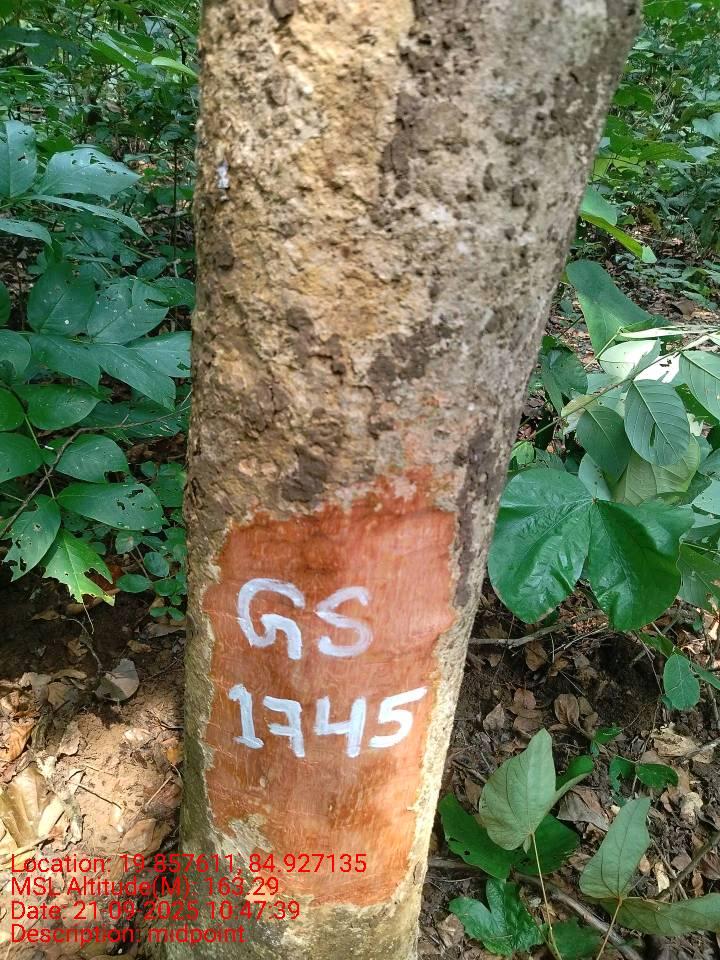 GS
1745
Location: 19.857611, 84.927135
MSL Altitude(M): 163.29
Date: 21-09-2025 10:47:39
Description: midpoint